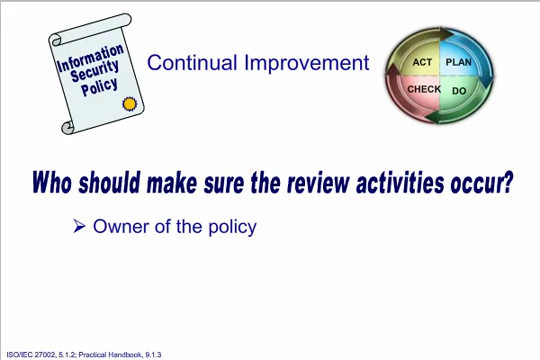 Information
Security
Policy
Continual Improvement
ACT PLAN
CHECK DO
Who should make sure the review activities occur?
➢ Owner of the policy
ISO/IEC 27002, 5.1.2; Practical Handbook, 9.1.3